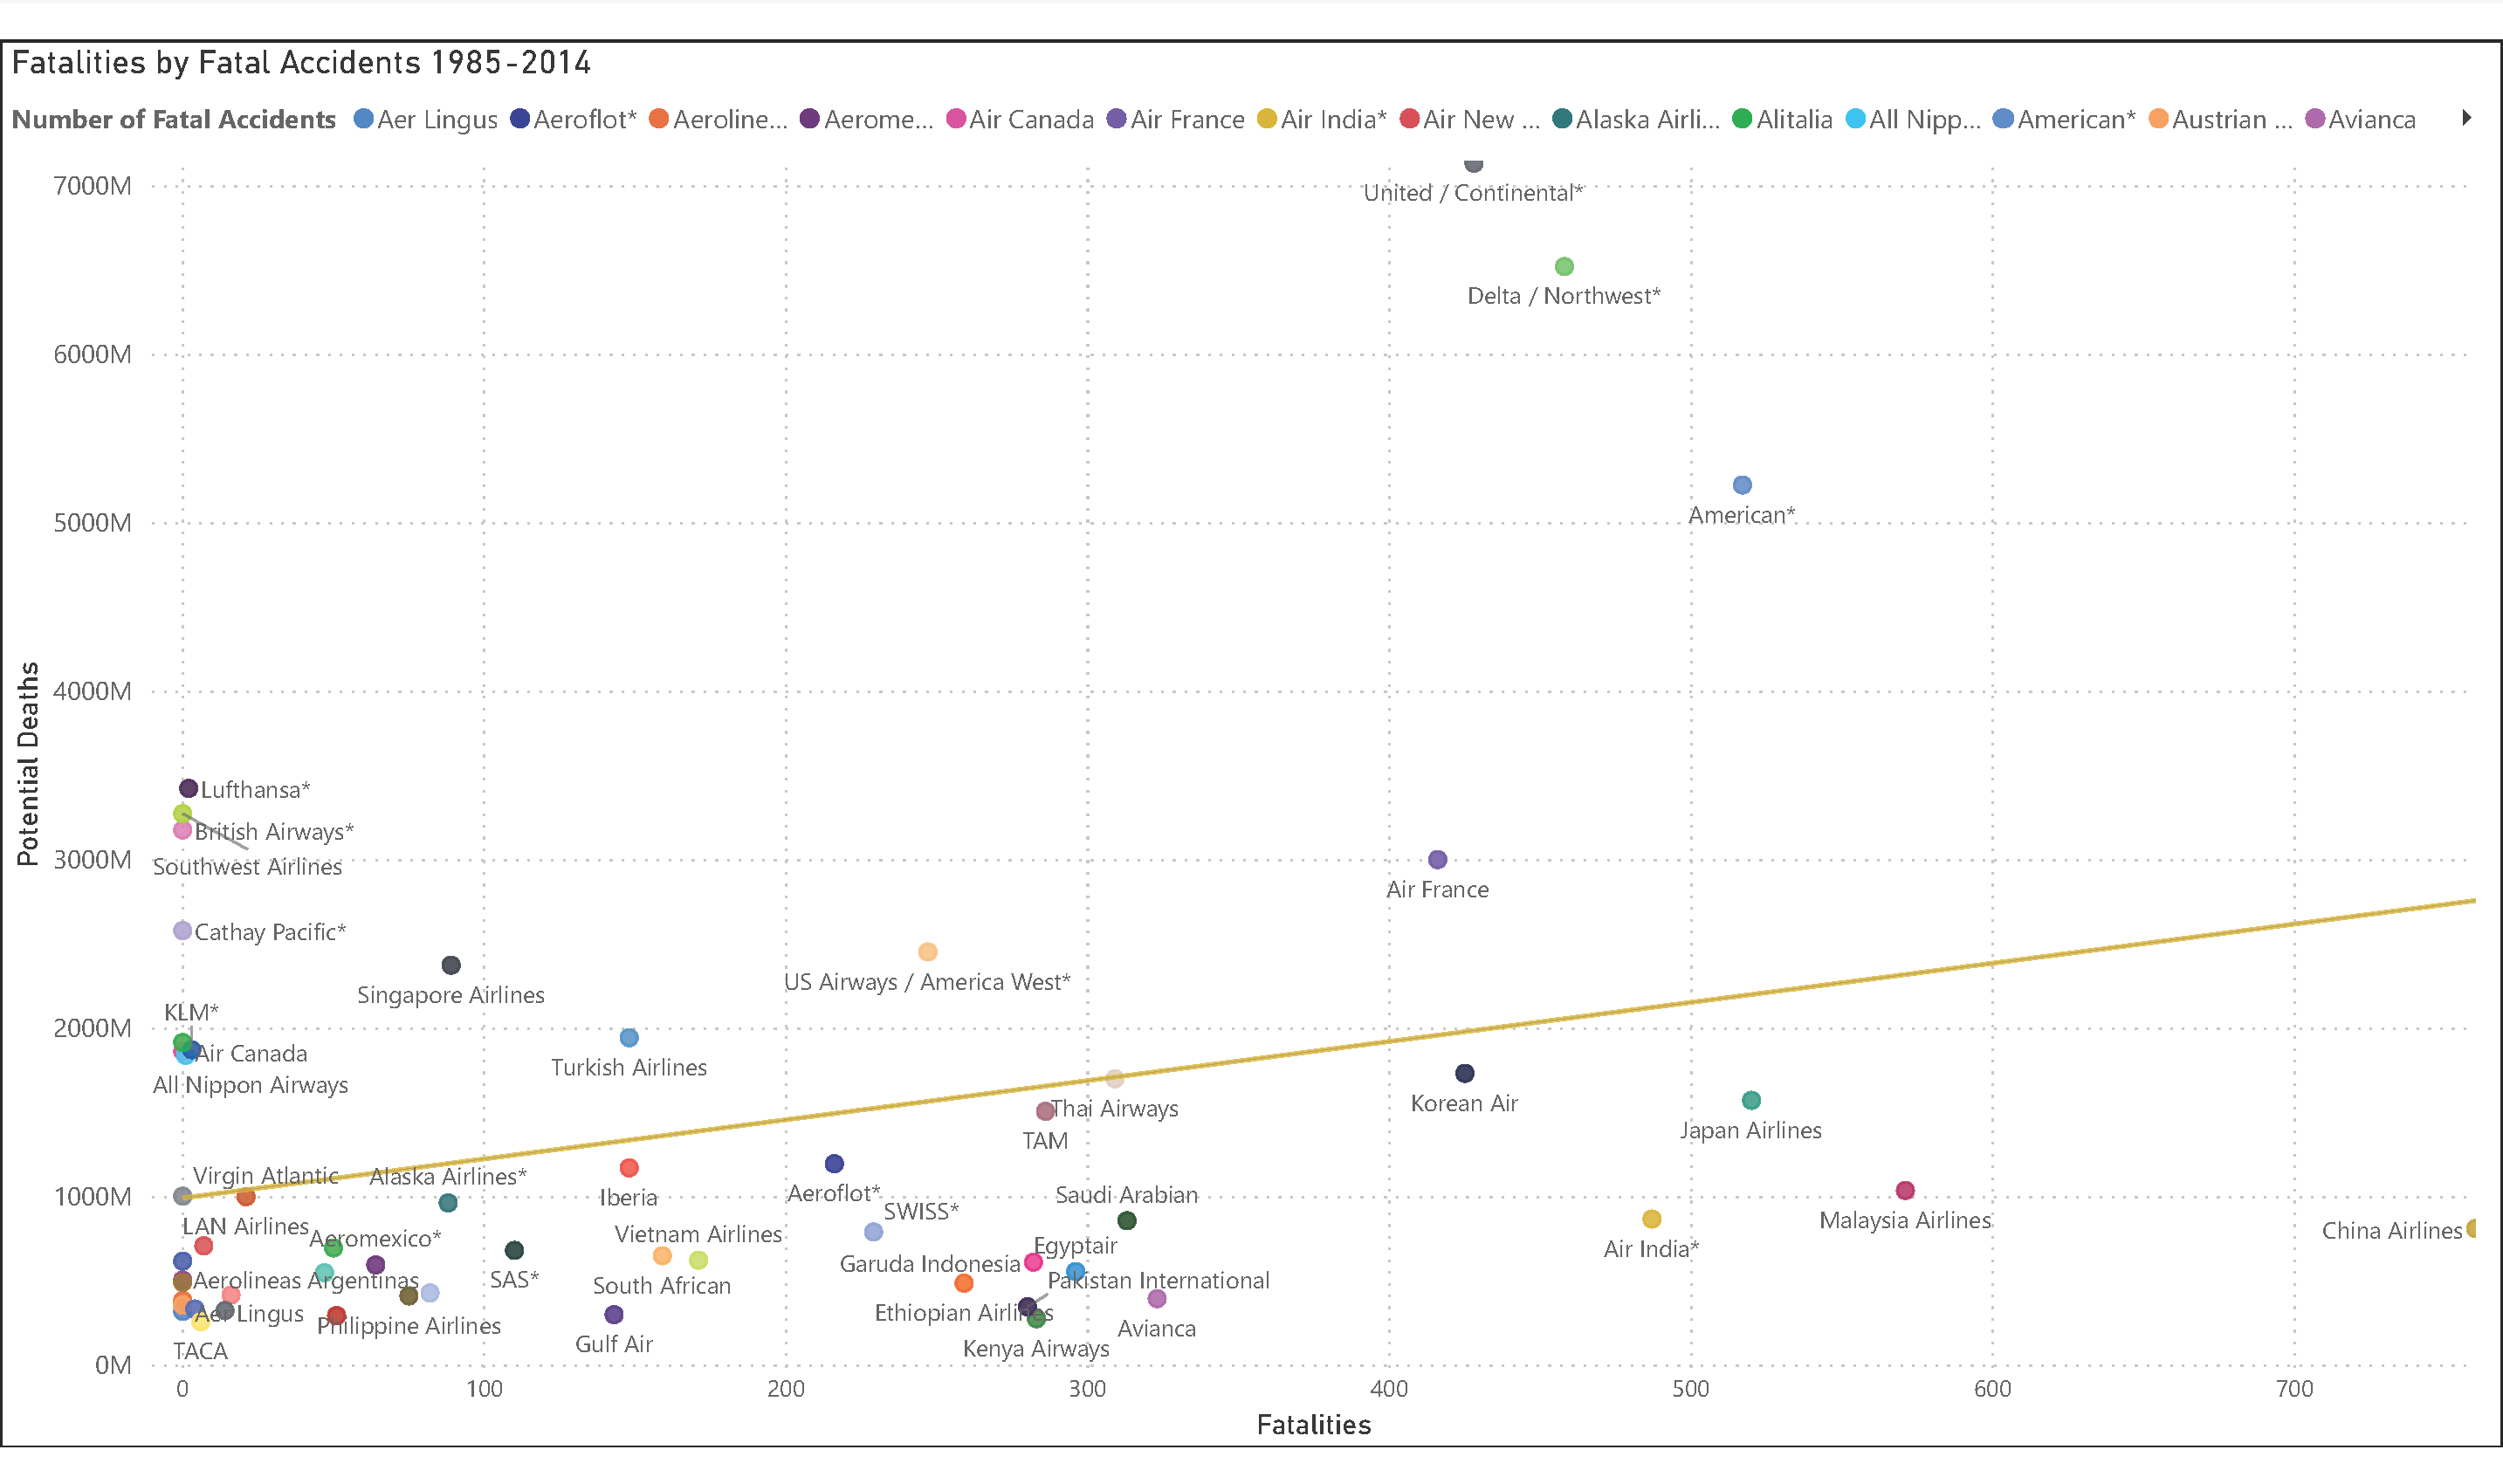 Fatalities by Fatal Accidents 1985-2014
Number of Fatal Accidents Aer Lingus Aeroflot* Aeroline... Aerome... Air Canada Air France Air India* Air New ... Alaska Airli... Alitalia All Nipp... American* Austrian ... Avianca
7000M
United / Continental*
Delta / Northwest*
6000M
American*
5000M
4000M
Potential Deaths
Lufthansa*
British Airways*
Southwest Airlines
3000M
Air France
Cathay Pacific*
US Airways / America West*
Singapore Airlines
KLM*
2000M
Air Canada
Turkish Airlines
All Nippon Airways
Korean Air
Thai Airways
Japan Airlines
TAM
Virgin Atlantic
Alaska Airlines*
1000M
Iberia
Aeroflot*
Saudi Arabian
SWISS*
LAN Airlines
Malaysia Airlines
China Airlines
Aeromexico*
Vietnam Airlines
Egyptair
Air India*
Garuda Indonesia
Aerolineas Argentinas
SAS*
South African
Pakistan International
Aer Lingus
Ethiopian Airlines
Philippine Airlines
Avianca
Gulf Air
Kenya Airways
TACA
0M
0 100 200 300 400 500 600 700
Fatalities